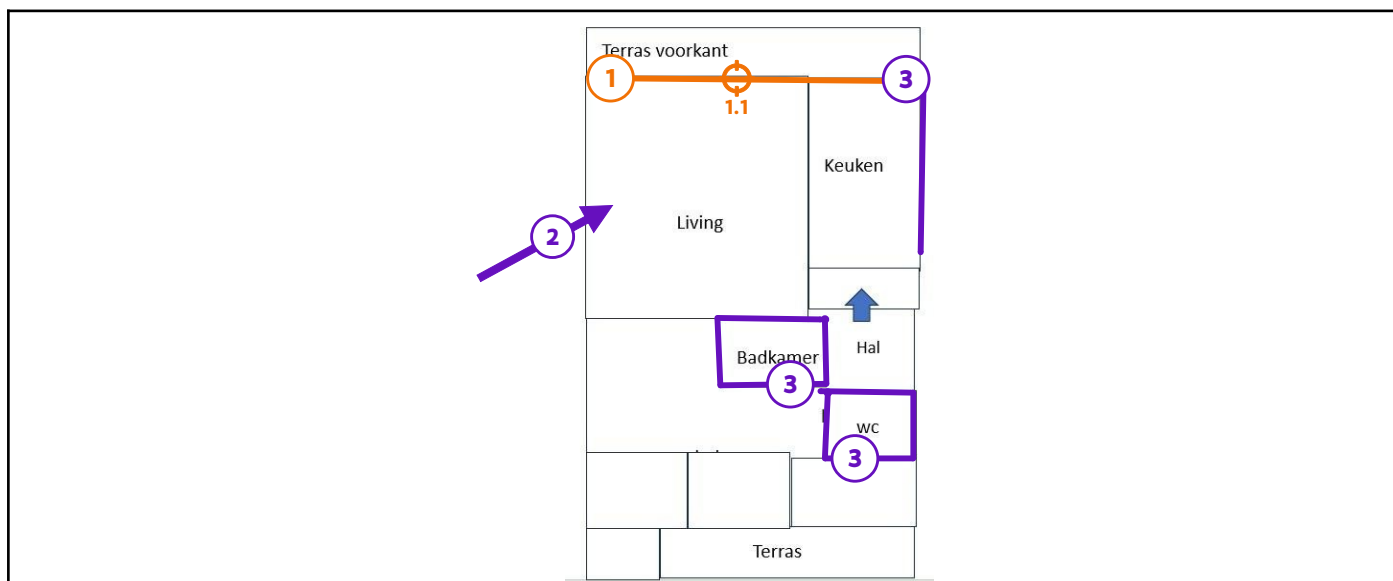 Terras voorkant
1
3
1.1
Keuken
Living
2
Hal
Badkamer
3
wc
3
Terras